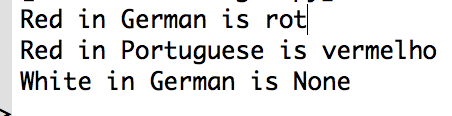 Red in German is rot
Red in Portuguese is vermelho
White in German is None